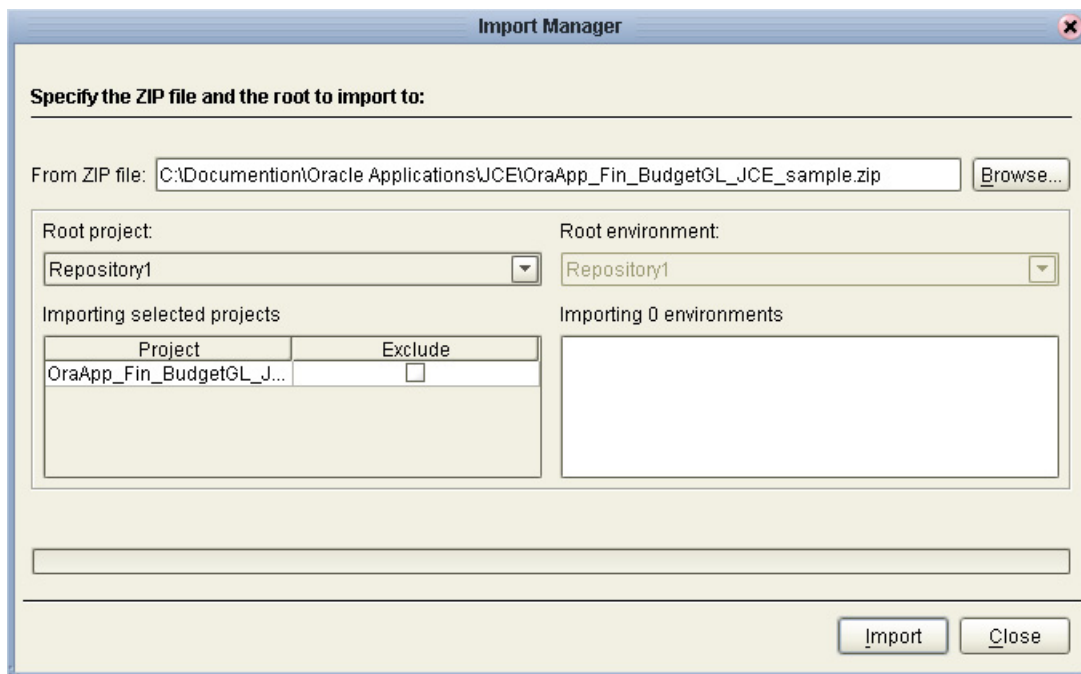 Import Manager
Specify the ZIP file and the root to import to:
From ZIP file: C:\Documention\Oracle Applications\JCE\OraApp_Fin_BudgetGL_JCE_sample.zip Browse...
Root project: Root environment:
Repository1 Repository1
Importing selected projects Importing 0 environments
Project Exclude
OraApp_Fin_BudgetGL_J...
Import Close